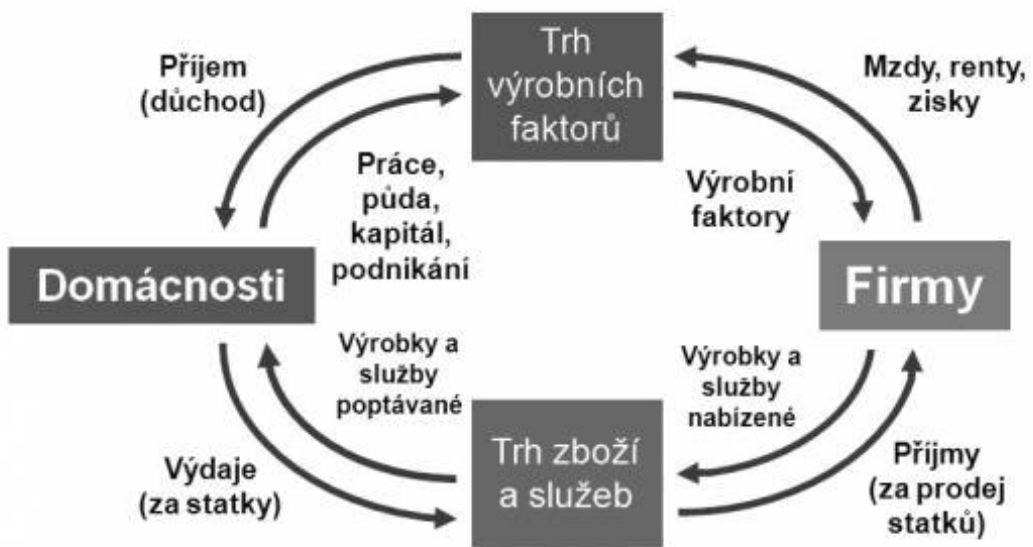 Trh
výrobních
faktorů
Příjem
(důchod)
Mzdy, renty,
zisky
Práce,
půda,
kapitál,
podnikání
Výrobní
faktory
Domácnosti
Firmy
Výrobky a
služby
poptávané
Výrobky a
služby
nabízené
Trh zboží
a služeb
Výdaje
(za statky)
Příjmy
(za prodej
statků)